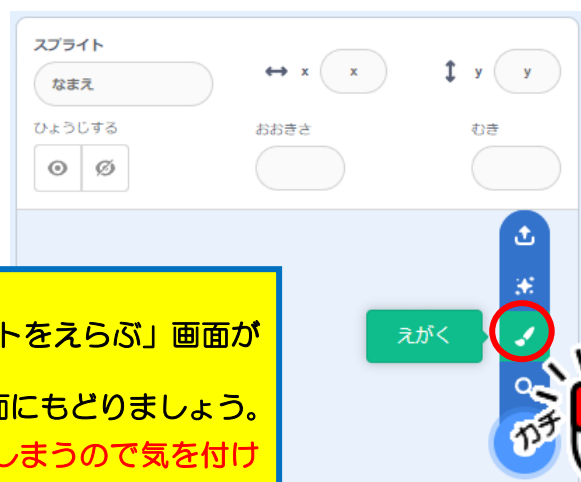 スプライト
なまえ
x x
y y
ひょうじする
おおきさ
むき
えがく
トをえらぶ」画面が
面にもどりましょう。
しまうので気を付け
カチ